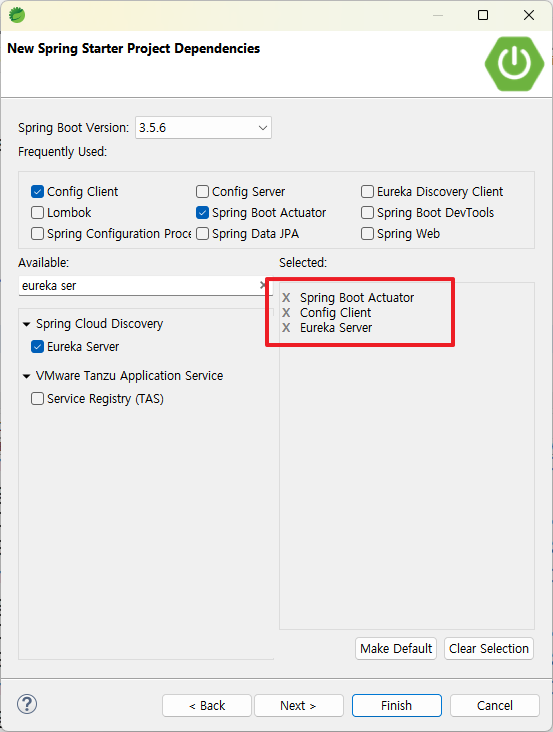 New Spring Starter Project Dependencies
Spring Boot Version: 3.5.6
Frequently Used:
Config Client Config Server Eureka Discovery Client
Lombok Spring Boot Actuator Spring Boot DevTools
Spring Configuration Proce Spring Data JPA Spring Web
Available: Selected:
eureka ser ×
X Spring Boot Actuator
X Config Client
X Eureka Server
Spring Cloud Discovery
Eureka Server
VMware Tanzu Application Service
Service Registry (TAS)
Make Default Clear Selection
? < Back Next > Finish Cancel